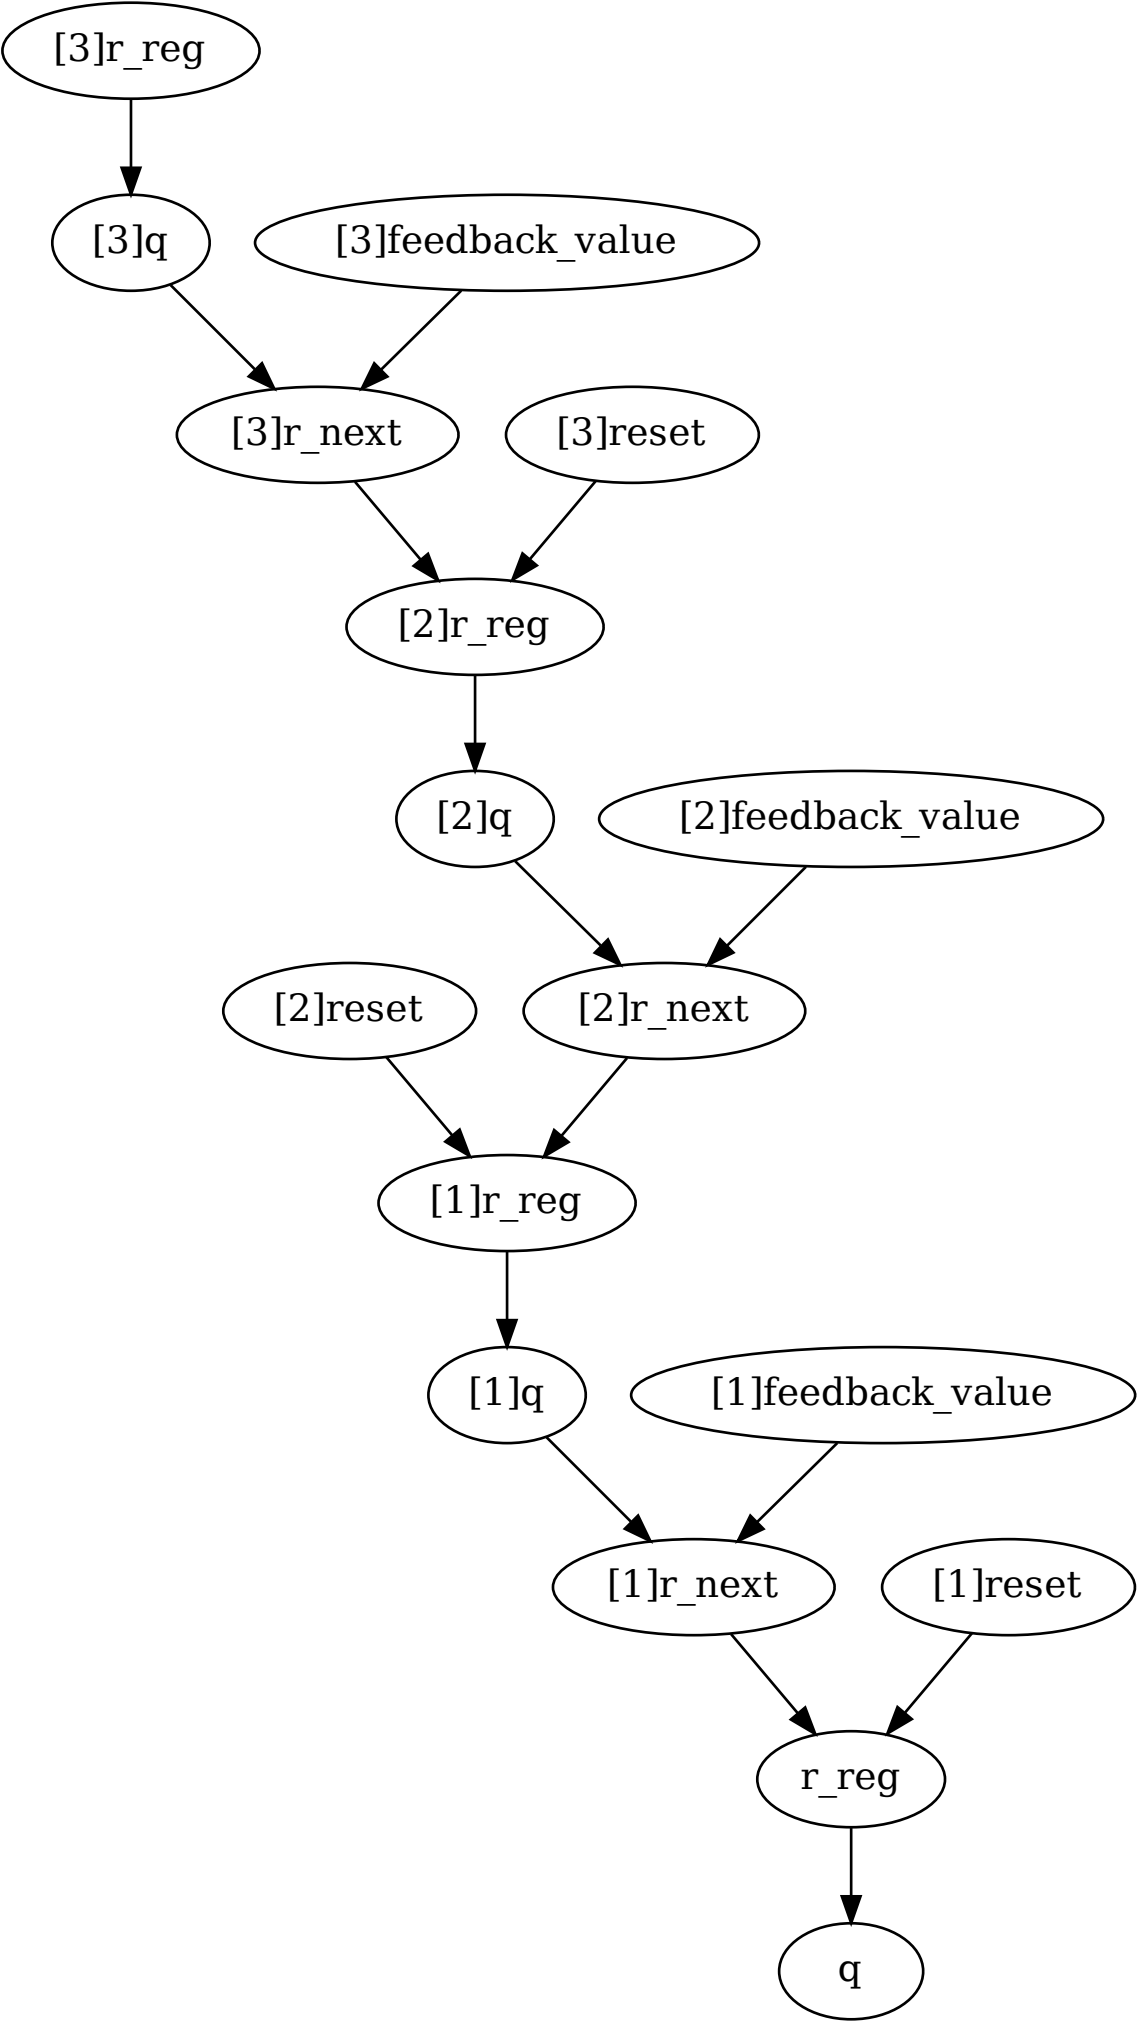 [3]r_reg
[3]q
[3]feedback_value
[3]r_next
[3]reset
[2]r_reg
[2]q
[2]feedback_value
[2]reset
[2]r_next
[1]r_reg
[1]q
[1]feedback_value
[1]r_next
[1]reset
r_reg
q